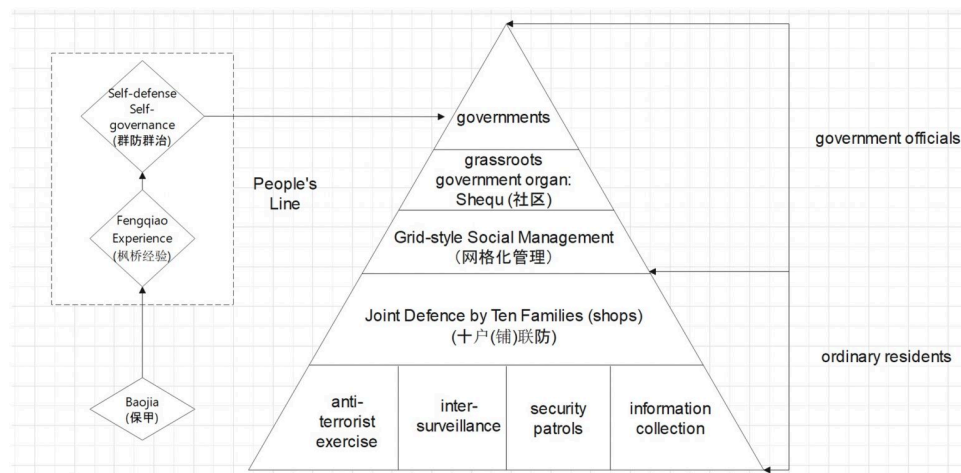 Self-defense
Self-
governance
(群防群治)
People's
Line
Fengqiao
Experience
(枫桥经验)
Baojia
(保甲)
governments
grassroots
government organ:
Shequ (社区)
Grid-style Social Management
（网格化管理）
Joint Defence by Ten Families (shops)
(十户(铺)联防)
anti-
terrorist
exercise
inter-
surveillance
security
patrols
information
collection
government officials
ordinary residents